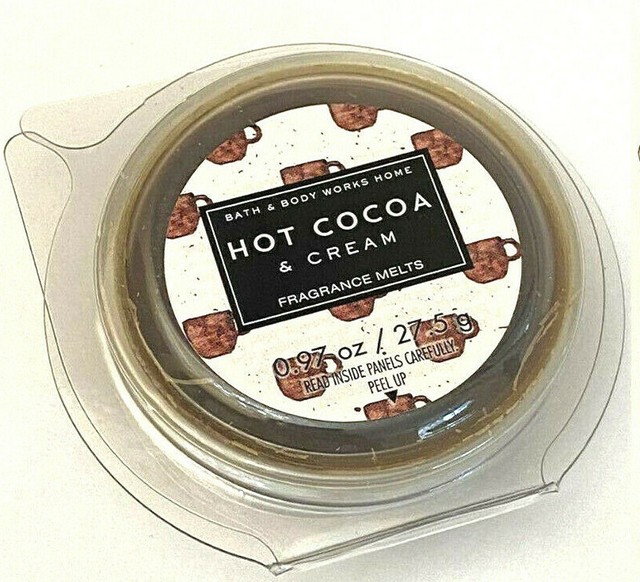 BATH & BODY WORKS HOME
HOT COCOA
& CREAM
FRAGRANCE MELTS
0.97 oz / 27.5 g
READ INSIDE PANELS CAREFULLY.
PEEL UP